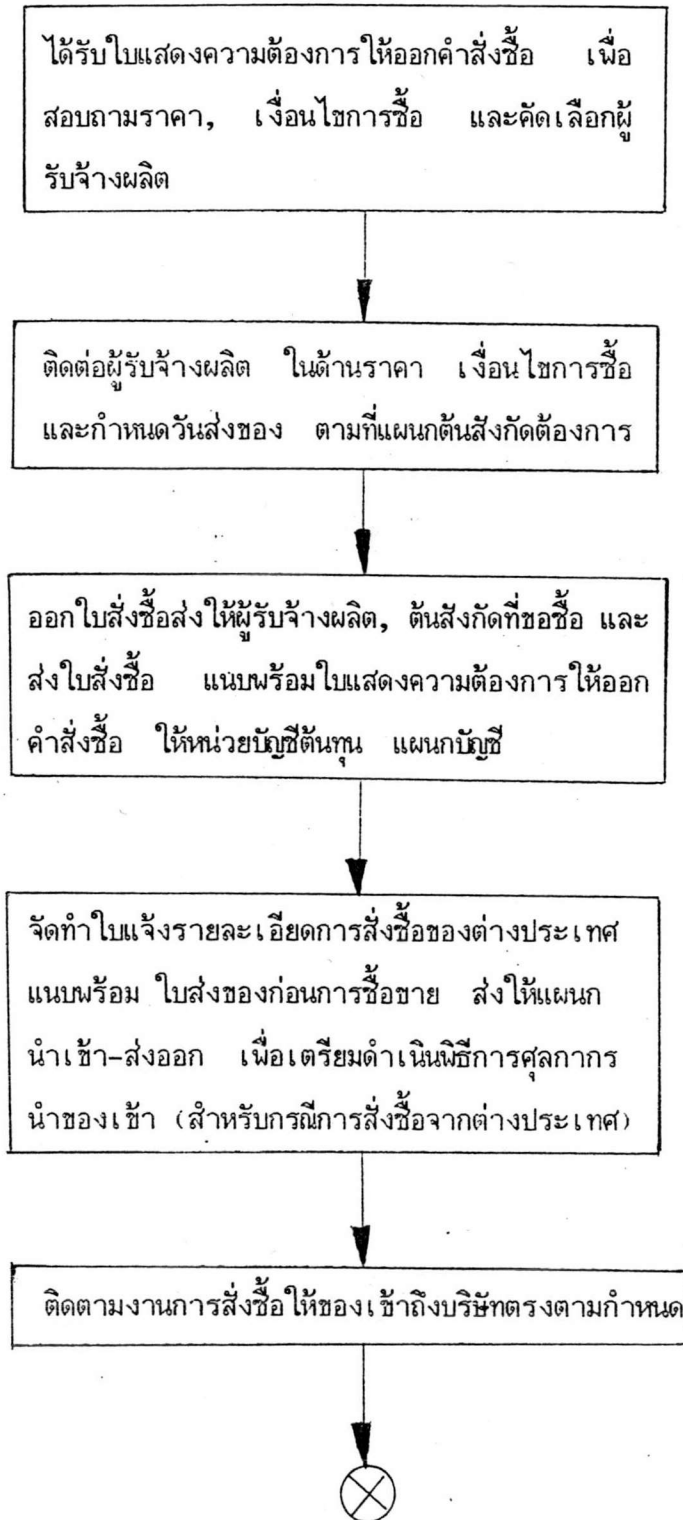 ได้รับใบแสดงความต้องการให้ออกคำสั่งซื้อ เพื่อ
สอบถามราคา, เงื่อนไขการซื้อ และคัดเลือกผู้
รับจ้างผลิต
ติดต่อผู้รับจ้างผลิต ในด้านราคา เงื่อนไขการซื้อ
และกำหนดวันส่งของ ตามที่แผนกต้นสังกัดต้องการ
ออกใบสั่งซื้อส่งให้ผู้รับจ้างผลิต, ต้นสังกัดที่ขอซื้อ และ
ส่งใบสั่งซื้อ แนบพร้อมใบแสดงความต้องการให้ออก
คำสั่งซื้อ ให้หน่วยบัญชีต้นทุน แผนกบัญชี
จัดทำใบแจ้งรายละเอียดการสั่งซื้อของต่างประเทศ
แนบพร้อม ใบส่งของก่อนการซื้อขาย ส่งให้แผนก
นำเข้า-ส่งออก เพื่อเตรียมดำเนินพิธีการศุลกากร
นำของเข้า (สำหรับกรณีการสั่งซื้อจากต่างประเทศ)
ติดตามงานการสั่งซื้อให้ของเข้าถึงบริษัทตรงตามกำหนด